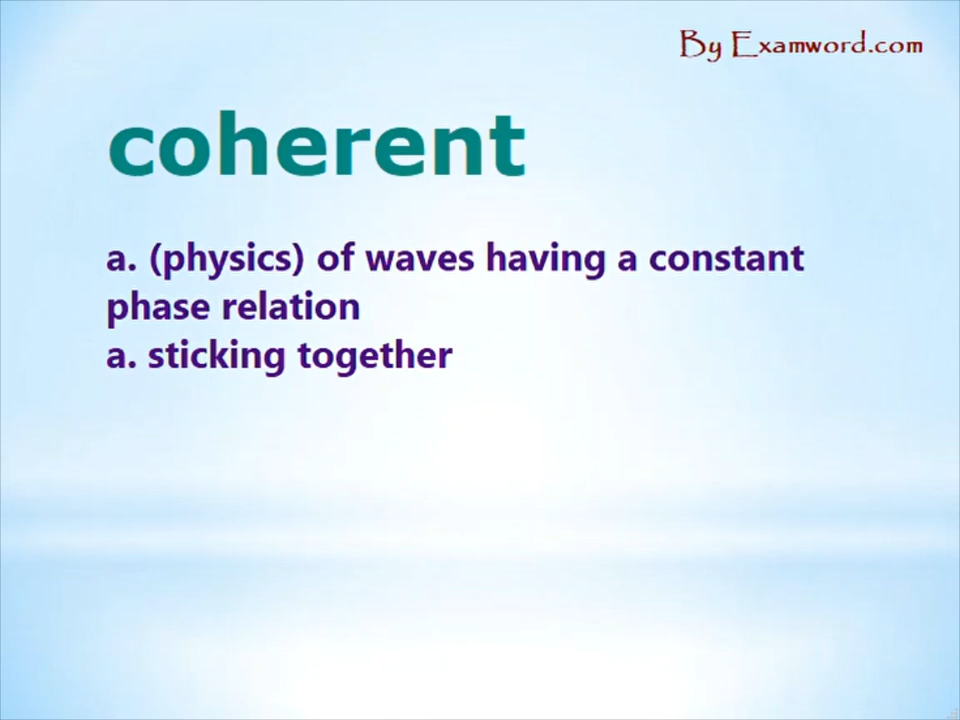 By Examword.com
coherent
a. (physics) of waves having a constant
phase relation
a. sticking together